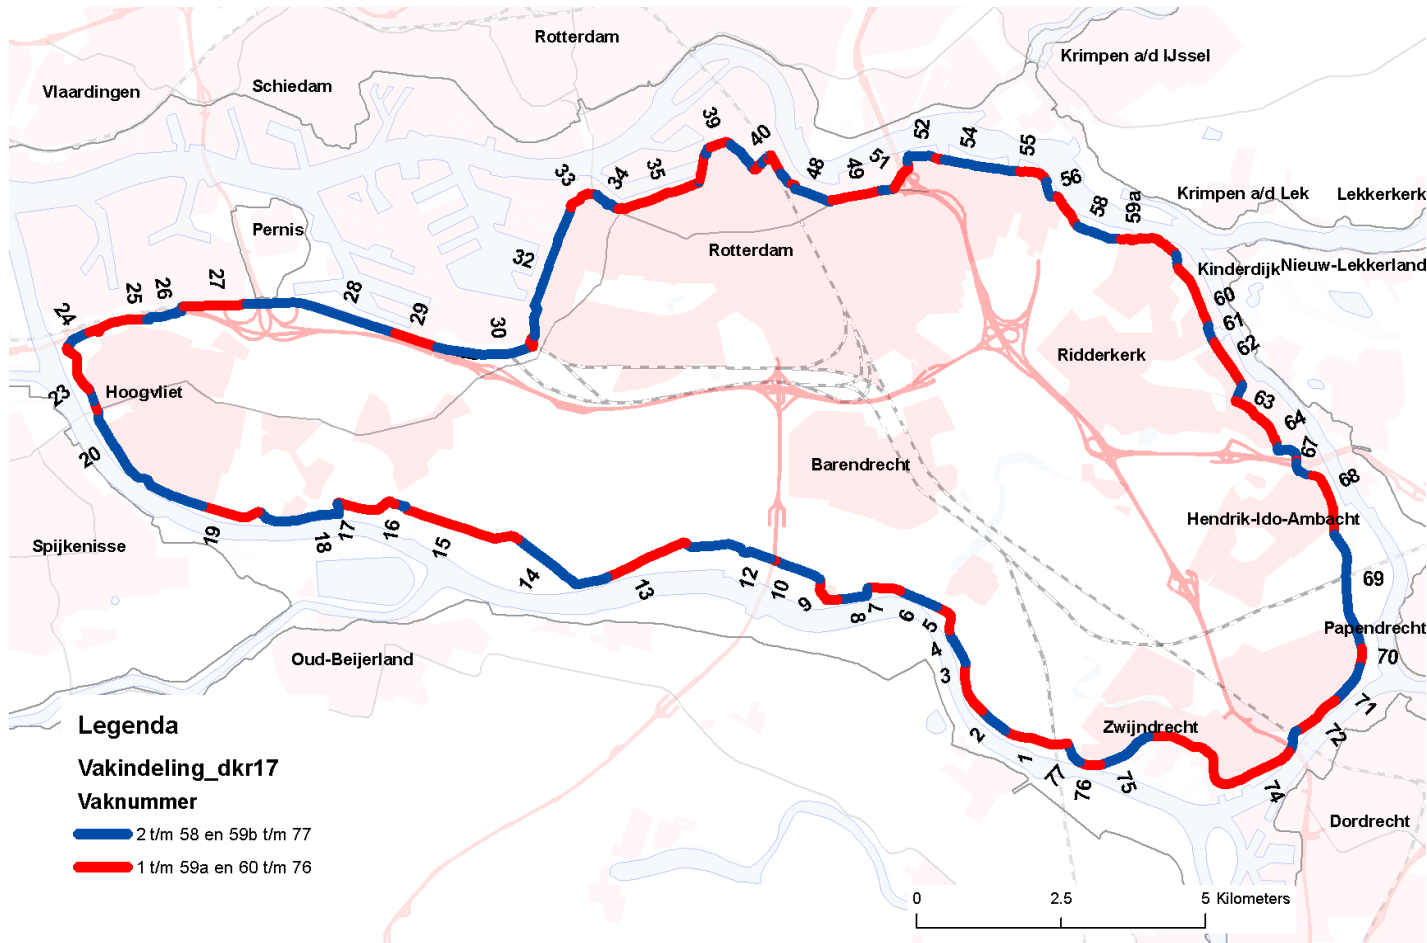 Rotterdam
Krimpen a/d IJssel
Vlaardingen
Schiedam
39
40
52
54
55
33
34
35
48
49
51
56
58
59a
Krimpen a/d Lek
Lekkerkerk
Pernis
Rotterdam
32
Kinderdijk
Nieuw-Lekkerland
24
25
26
27
28
29
30
60
61
62
Ridderkerk
23
Hoogvliet
63
64
20
Barendrecht
67
68
Hendrik-Ido-Ambacht
Spijkenisse
19
18
17
16
15
14
13
12
10
9
8
7
6
5
4
3
69
Papendrecht
70
Oud-Beijerland
71
72
Zwijndrecht
2
1
77
76
75
74
Dordrecht
Legenda
Vakindeling_dkr17
Vaknummer
2 t/m 58 en 59b t/m 77
1 t/m 59a en 60 t/m 76
0
2.5
5 Kilometers